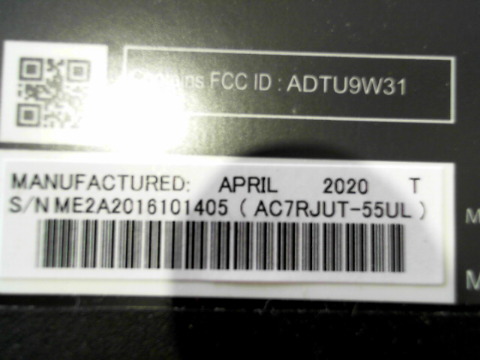 Contains FCC ID : ADTU9W31
MANUFACTURED: APRIL 2020 T
S/N ME2A2016101405 ( AC7RJUT-55UL )
M
M